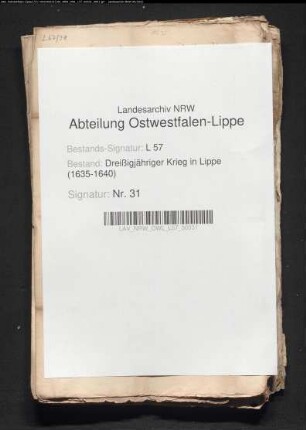 Landesarchiv NRW
Abteilung Ostwestfalen-Lippe
Bestands-Signatur: L 57
Bestand: Dreißigjähriger Krieg in Lippe
(1635-1640)
Signatur: Nr. 31